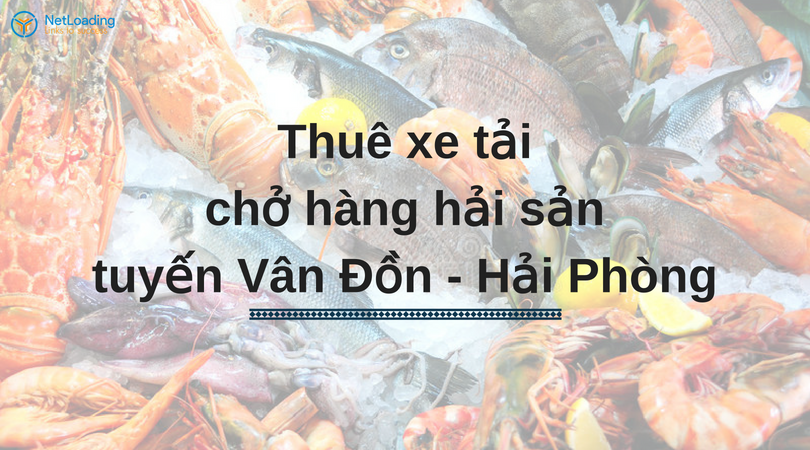 NetLoading
Thuê xe tải
chở hàng hải sản
tuyến Vân Đồn - Hải Phòng